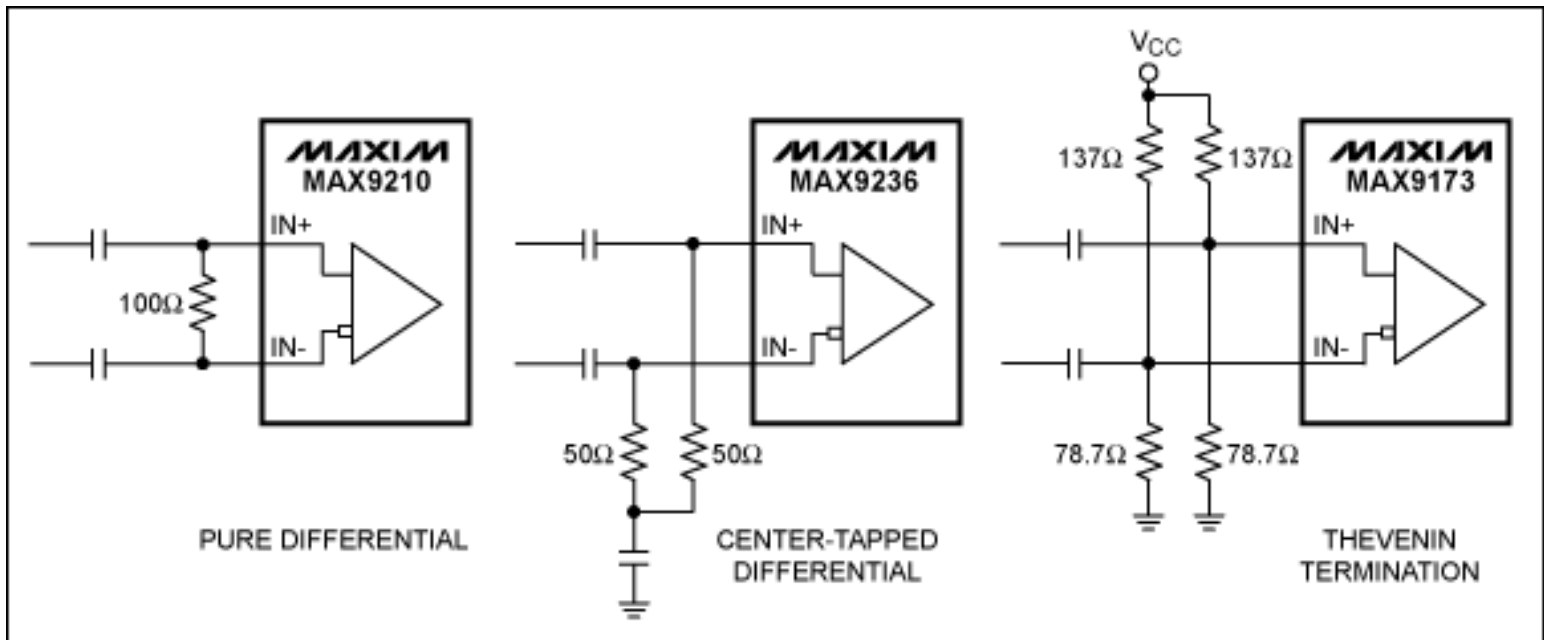 MAXIM
MAX9210
IN+
100Ω
IN-
PURE DIFFERENTIAL
MAXIM
MAX9236
IN+
IN-
50Ω
50Ω
CENTER-TAPPED
DIFFERENTIAL
VCC
137Ω
137Ω
MAXIM
MAX9173
IN+
IN-
78.7Ω
78.7Ω
THEVENIN
TERMINATION